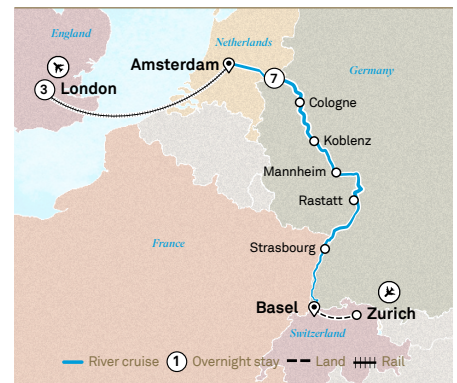 England
Netherlands
Amsterdam
7
Germany
3 London
Cologne
Koblenz
Mannheim
Rastatt
France
Strasbourg
Basel
Zurich
Switzerland
River cruise 1 Overnight stay Land Rail